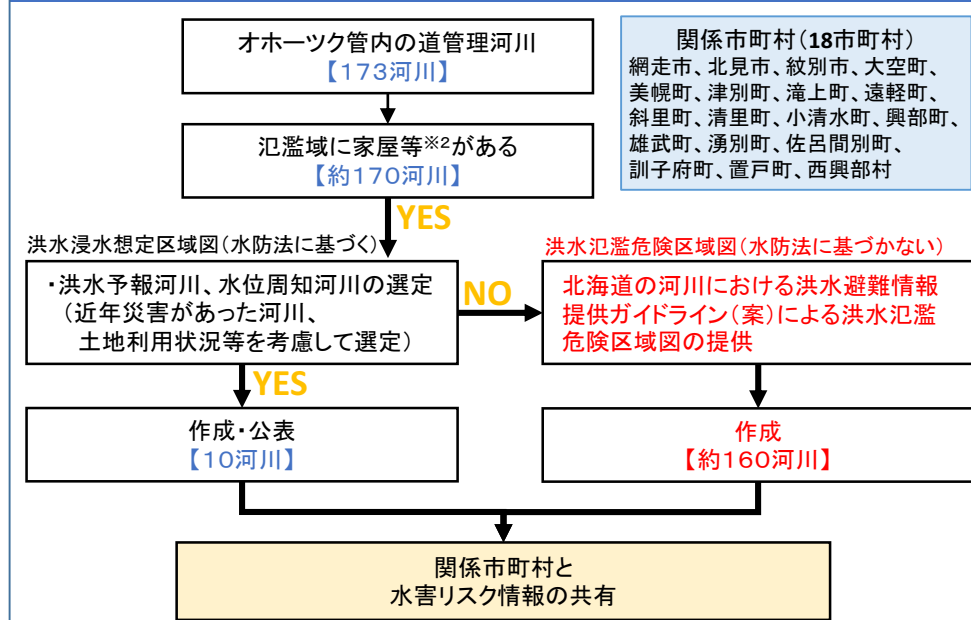 オホーツク管内の道管理河川
【173河川】
関係市町村(18市町村)
網走市、北見市、紋別市、大空町、
美幌町、津別町、滝上町、遠軽町、
斜里町、清里町、小清水町、興部町、
雄武町、湧別町、佐呂間別町、
訓子府町、置戸町、西興部村
氾濫域に家屋等※2がある
【約170河川】
YES
洪水浸水想定区域図(水防法に基づく)
・洪水予報河川、水位周知河川の選定
(近年災害があった河川、
土地利用状況等を考慮して選定)
NO
洪水氾濫危険区域図(水防法に基づかない)
北海道の河川における洪水避難情報
提供ガイドライン(案)による洪水氾濫
危険区域図の提供
YES
作成・公表
【10河川】
作成
【約160河川】
関係市町村と
水害リスク情報の共有